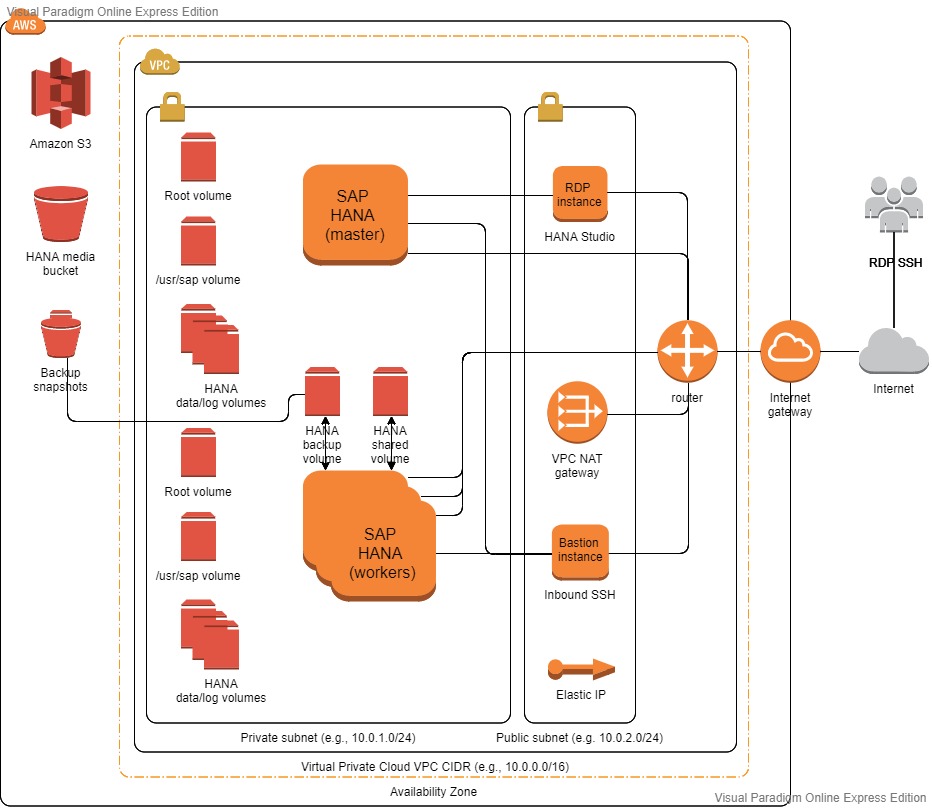 Visual Paradigm Online Express Edition
AWS
VPC
Amazon S3
HANA media
bucket
Backup
snapshots
Root volume
/usr/sap volume
HANA
data/log volumes
SAP
HANA
(master)
HANA
backup
volume
HANA
shared
volume
Root volume
/usr/sap volume
HANA
data/log volumes
SAP
HANA
(workers)
RDP
instance
HANA Studio
VPC NAT
gateway
Bastion
instance
Inbound SSH
Elastic IP
router
Internet
gateway
RDP SSH
Internet
Private subnet (e.g., 10.0.1.0/24)
Public subnet (e.g. 10.0.2.0/24)
Virtual Private Cloud VPC CIDR (e.g., 10.0.0.0/16)
Availability Zone
Visual Paradigm Online Express Edition